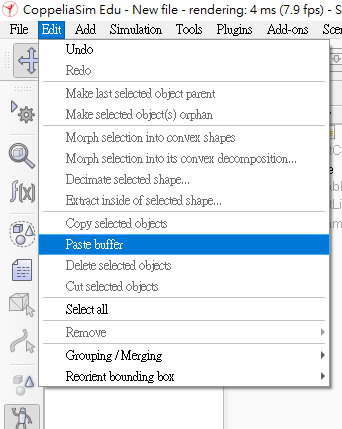 CoppeliaSim Edu - New file - rendering: 4 ms (7.9 fps) - S
File Edit Add Simulation Tools Plugins Add-ons Scen
Undo
Redo
Make last selected object parent
Make selected object(s) orphan
Morph selection into convex shapes
Morph selection into its convex decomposition...
Decimate selected shape...
Extract inside of selected shape...
Copy selected objects
Paste buffer
Delete selected objects
Cut selected objects
Select all
Remove
Grouping / Merging
Reorient bounding box
f(x)